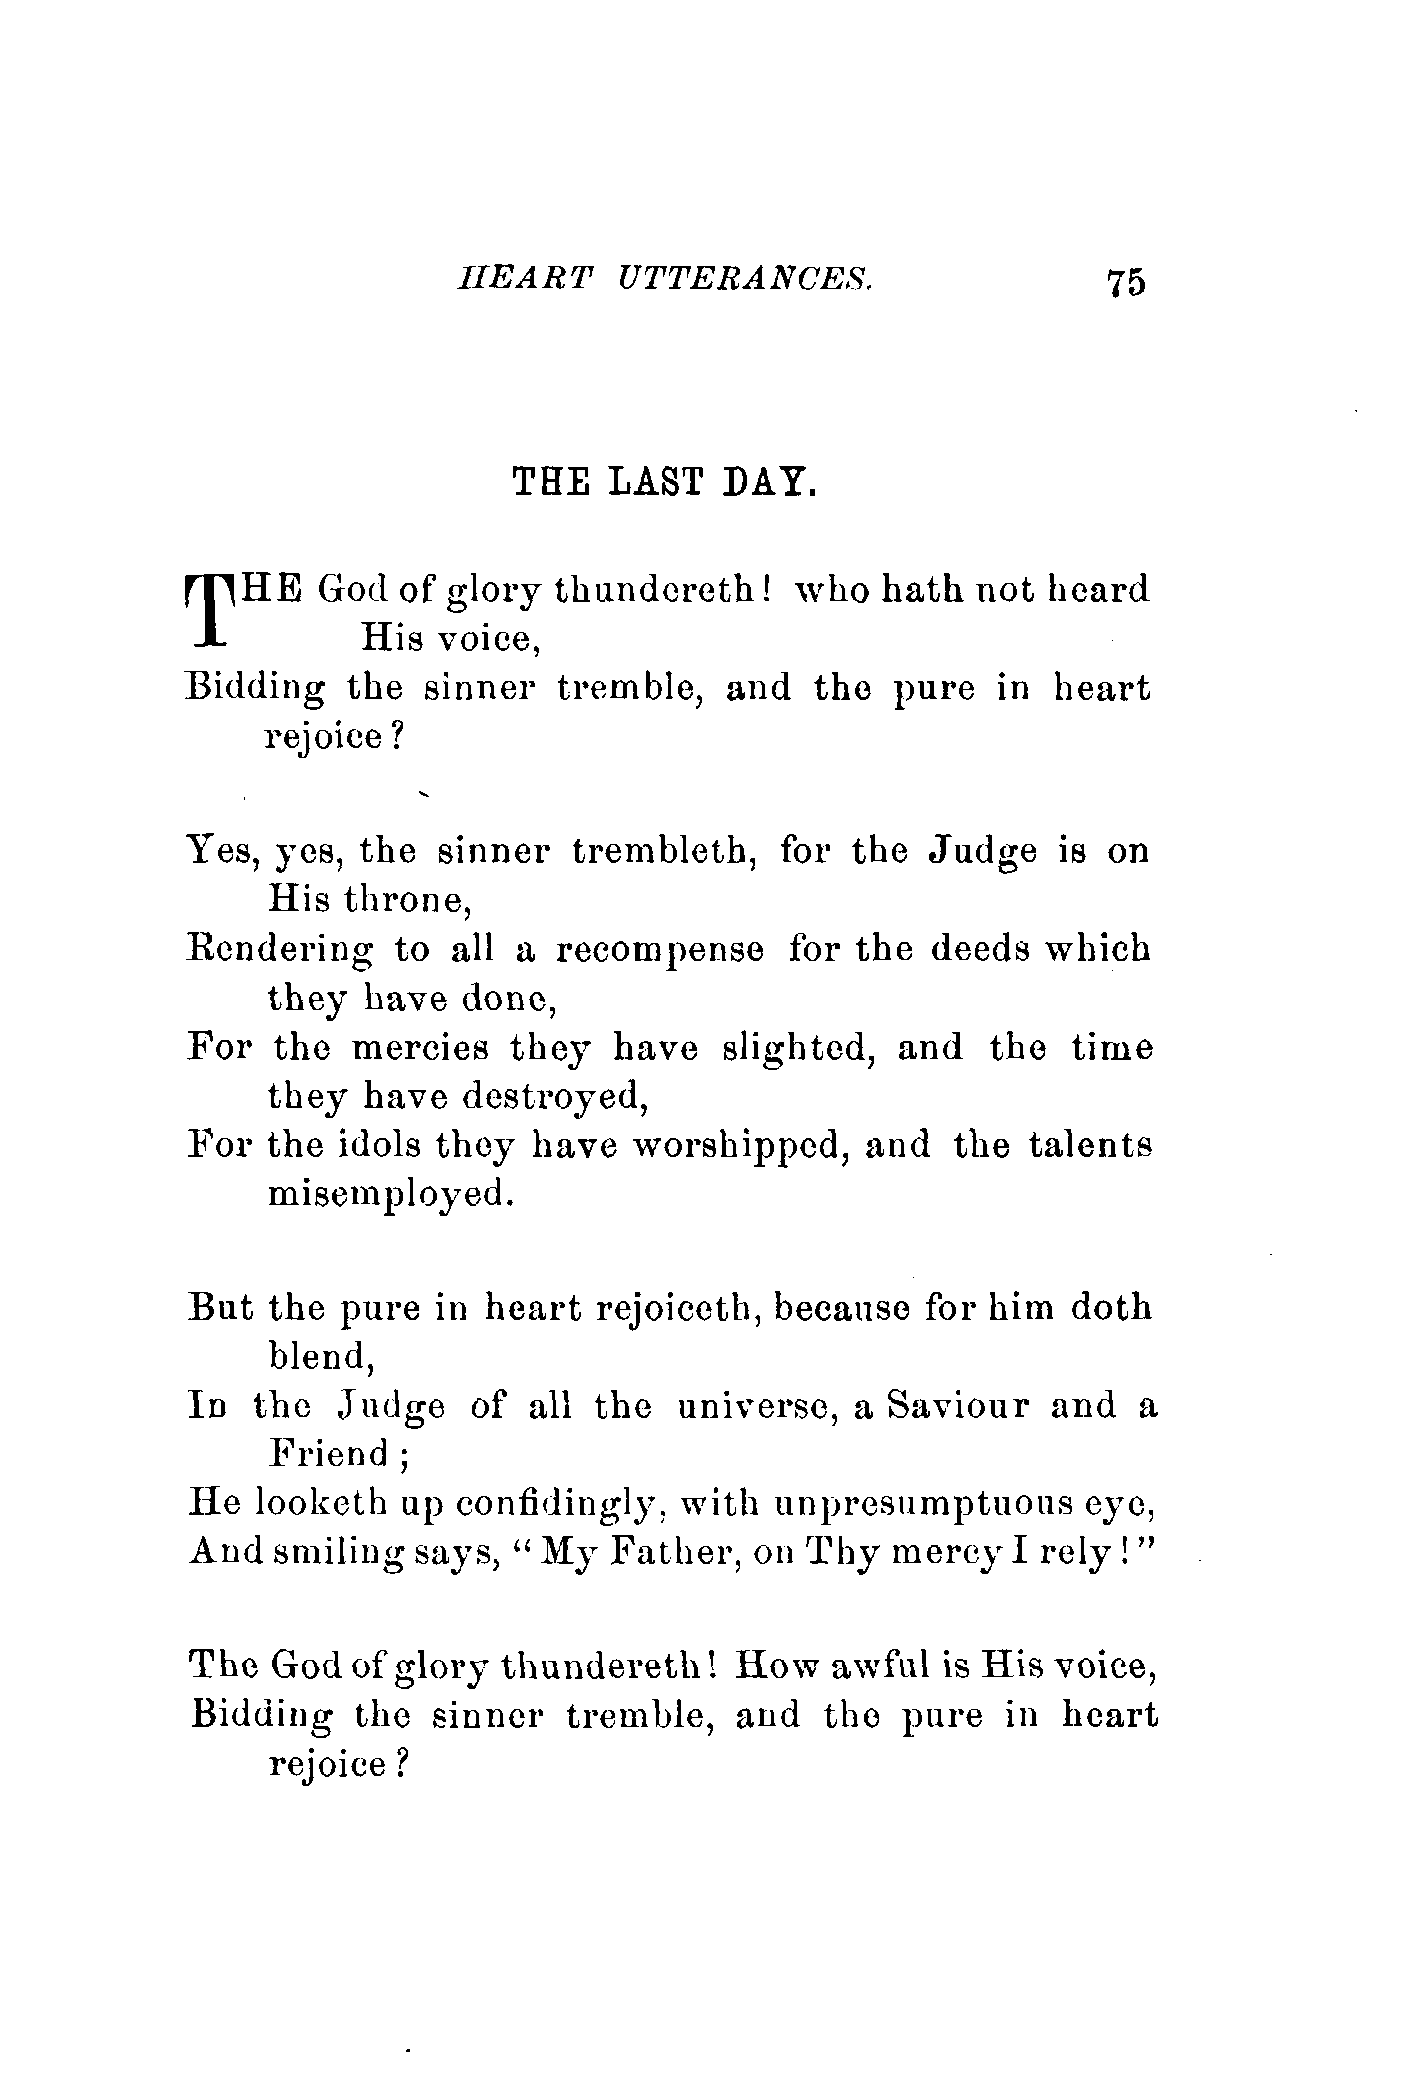 HEART UTTERANCES. 75
THE LAST DAY.
THE God of glory thundereth! who hath not heard
His voice,
Bidding the sinner tremble, and the pure in heart
rejoice?
Yes, yes, the sinner trembleth, for the Judge is on
His throne,
Rendering to all a recompense for the deeds which
they have done,
For the mercies they have slighted, and the time
they have destroyed,
For the idols they have worshipped, and the talents
misemployed.
But the pure in heart rejoiceth, because for him doth
blend,
In the Judge of all the universe, a Saviour and a
Friend;
He looketh up confidingly, with unpresumptuous eye,
And smiling says, "My Father, on Thy mercy I rely!"
The God of glory thundereth! How awful is His voice,
Bidding the sinner tremble, and the pure in heart
rejoice?